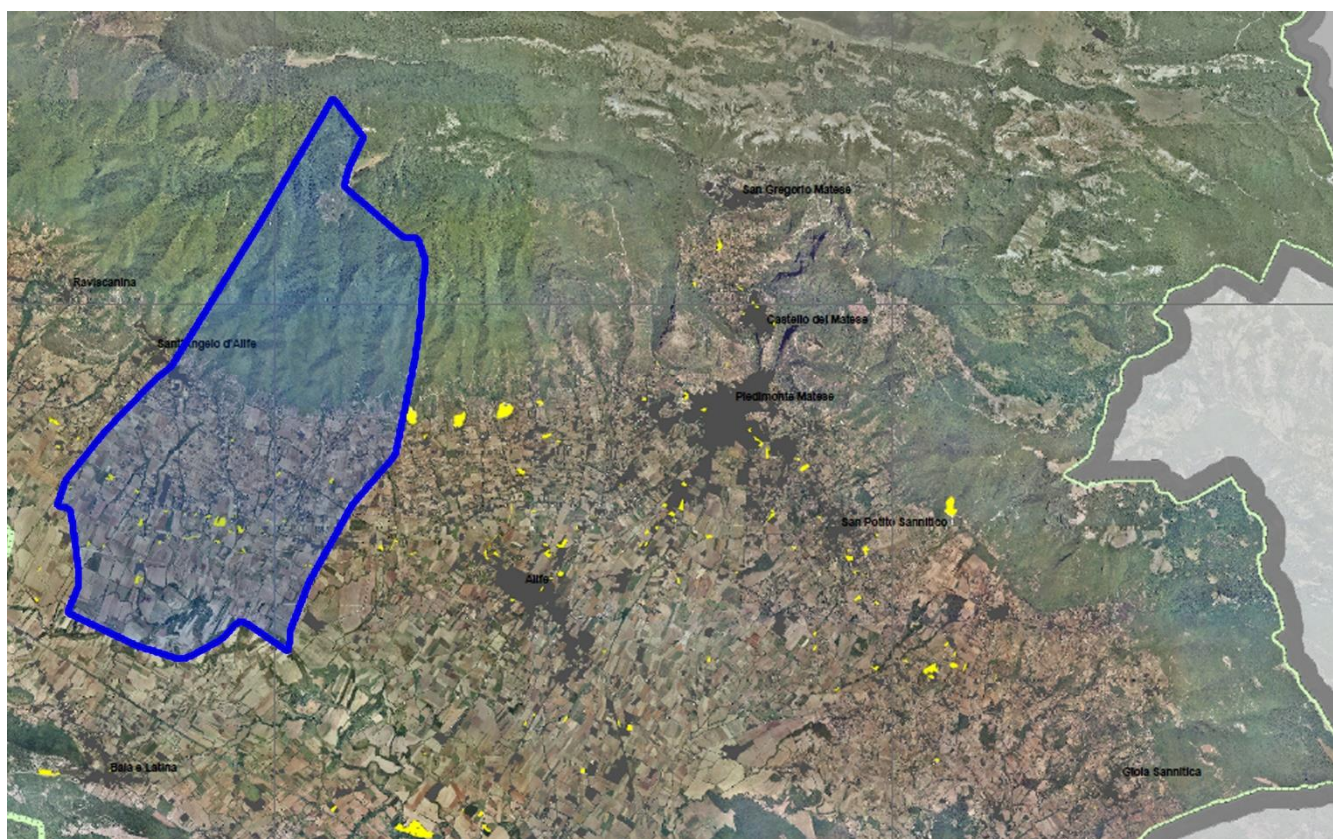 San Gregorio Matese
Raviscanina
Castello del Matese
Sant'Angelo d'Alife
Piedimonte Matese
San Potito Sannitico
Alife
Baia e Latina
Gioia Sannitica